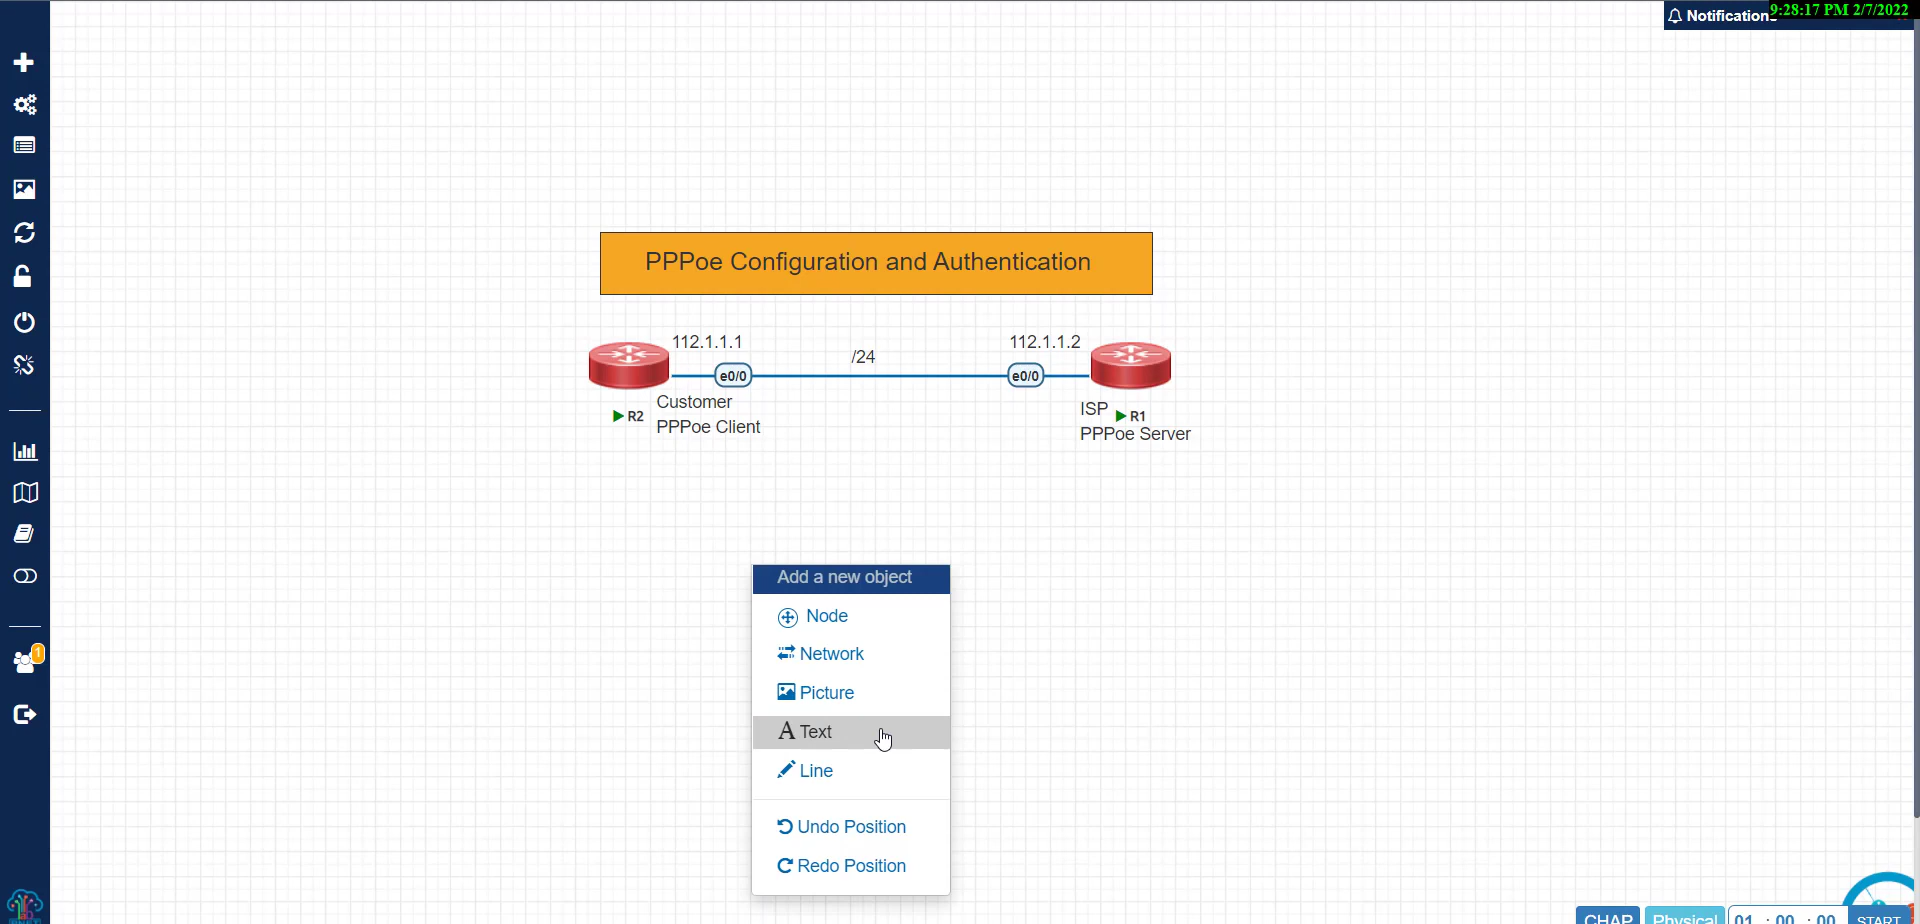 Notifications
9:28:17 PM 2/7/2022
PPPoe Configuration and Authentication
112.1.1.1
/24
112.1.1.2
e0/0
e0/0
R2
Customer
PPPoe Client
ISP
R1
PPPoe Server
Add a new object
Node
Network
Picture
A Text
Line
Undo Position
Redo Position
1
CHAP
Physical
01 : 00 : 00
START